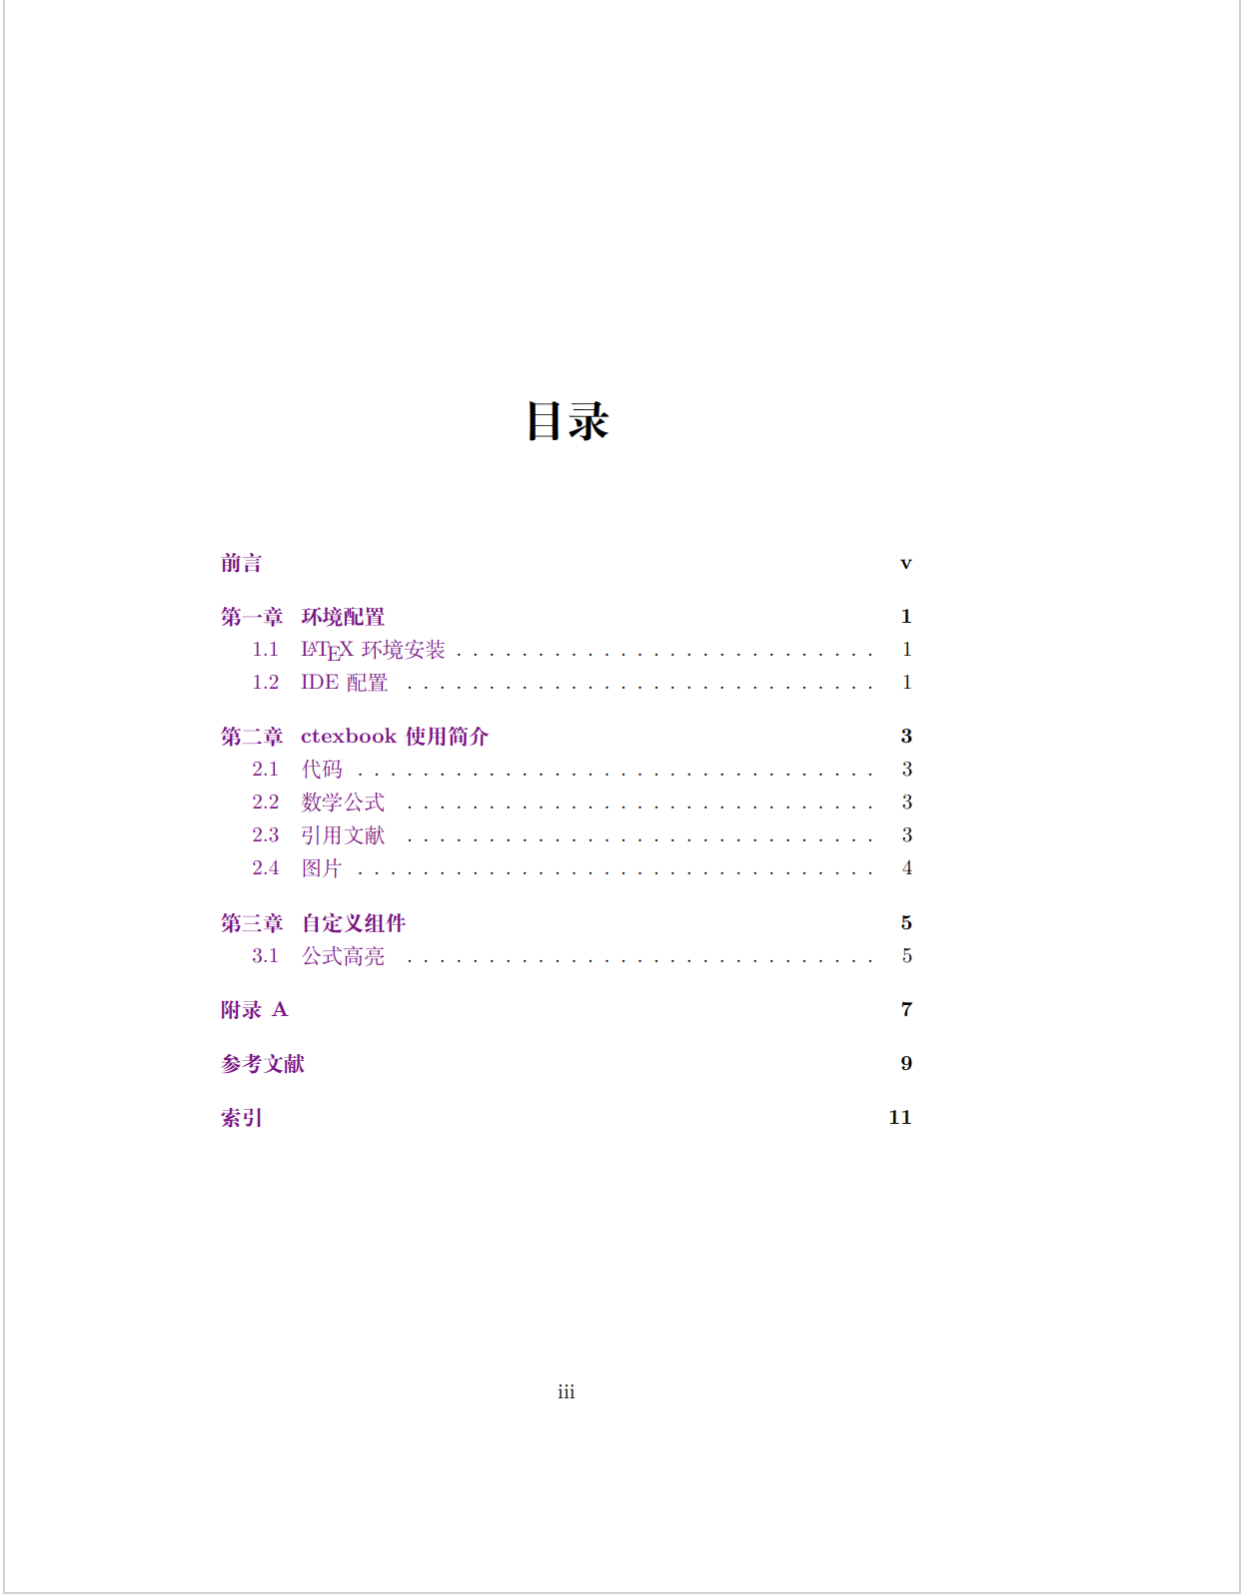 目录
前言 v
第一章 环境配置 1
1.1 LATEX 环境安装 . . . . . . . . . . . . . . . . . . . . . . . . . . 1
1.2 IDE 配置 . . . . . . . . . . . . . . . . . . . . . . . . . . . . . 1
第二章 ctexbook 使用简介 3
2.1 代码 . . . . . . . . . . . . . . . . . . . . . . . . . . . . . . . . 3
2.2 数学公式 . . . . . . . . . . . . . . . . . . . . . . . . . . . . . 3
2.3 引用文献 . . . . . . . . . . . . . . . . . . . . . . . . . . . . . 3
2.4 图片 . . . . . . . . . . . . . . . . . . . . . . . . . . . . . . . . 4
第三章 自定义组件 5
3.1 公式高亮 . . . . . . . . . . . . . . . . . . . . . . . . . . . . . 5
附录 A 7
参考文献 9
索引 11
iii